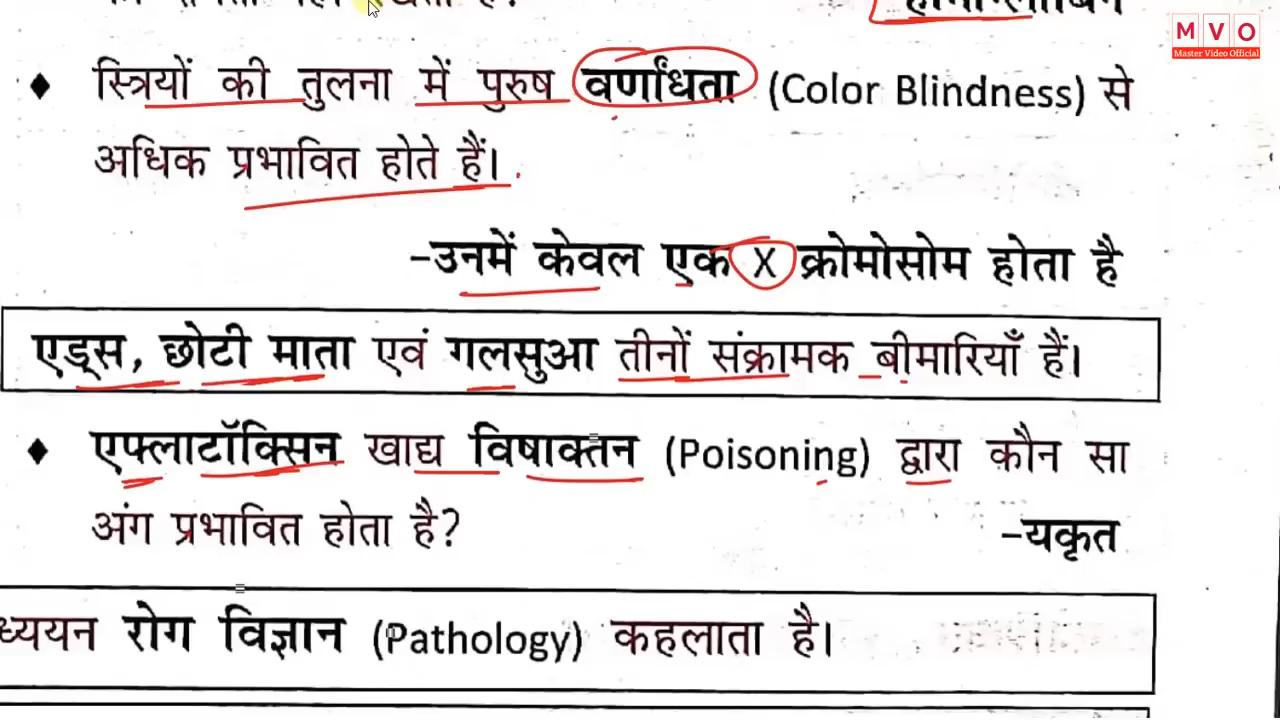 M V O
Master Video Official
♦ स्त्रियों की तुलना में पुरुष वर्णांधता (Color Blindness) से
अधिक प्रभावित होते हैं।
-उनमें केवल एक X क्रोमोसोम होता है
एड्स, छोटी माता एवं गलसुआ तीनों संक्रामक बीमारियाँ हैं।
♦ एफ्लाटॉक्सिन खाद्य विषाक्तन (Poisoning) द्वारा कौन सा
अंग प्रभावित होता है?
-यकृत
ध्ययन रोग विज्ञान (Pathology) कहलाता है।